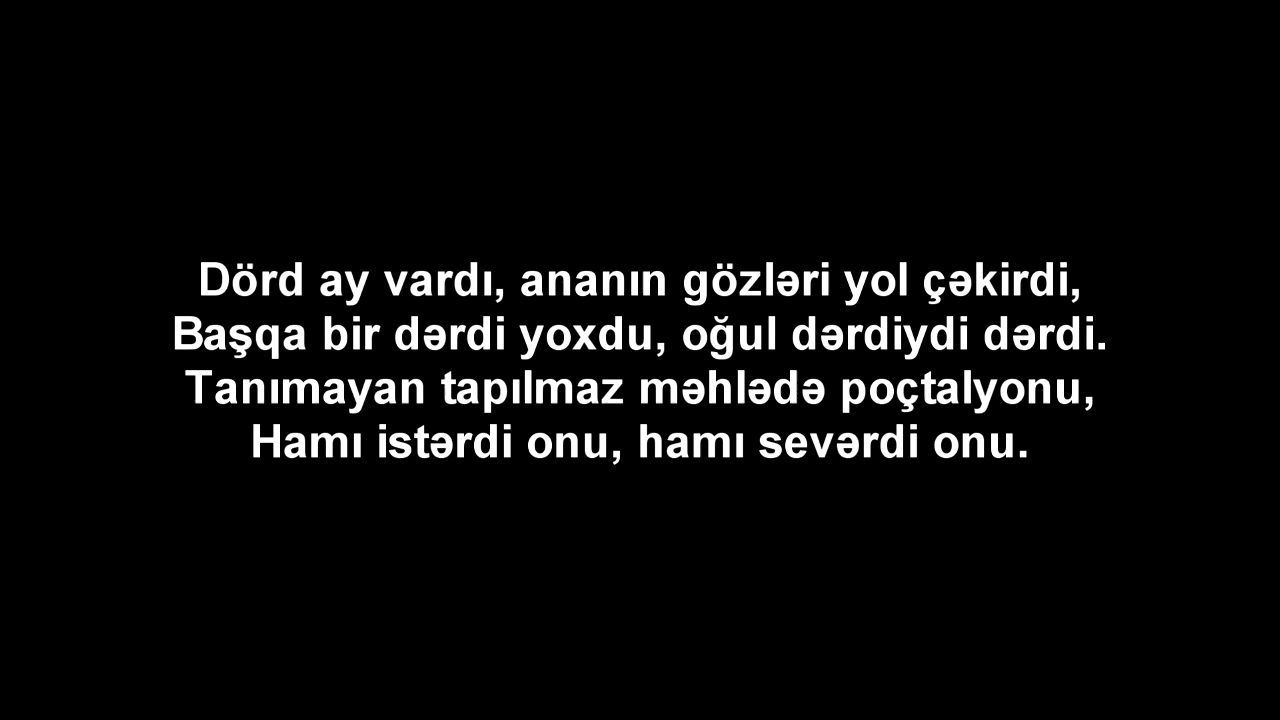 Dörd ay vardı, ananın gözləri yol çəkirdi,
Başqa bir dərdi yoxdu, oğul dərdiydi dərdi.
Tanımayan tapılmaz məhlədə poçtalyonu,
Hamı istərdi onu, hamı sevərdi onu.